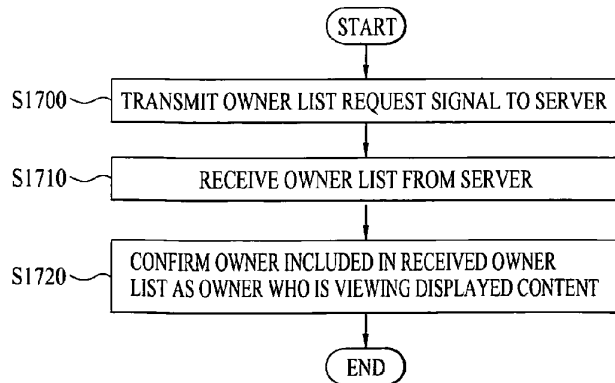 START
S1700
TRANSMIT OWNER LIST REQUEST SIGNAL TO SERVER
S1710
RECEIVE OWNER LIST FROM SERVER
S1720
CONFIRM OWNER INCLUDED IN RECEIVED OWNER
LIST AS OWNER WHO IS VIEWING DISPLAYED CONTENT
END